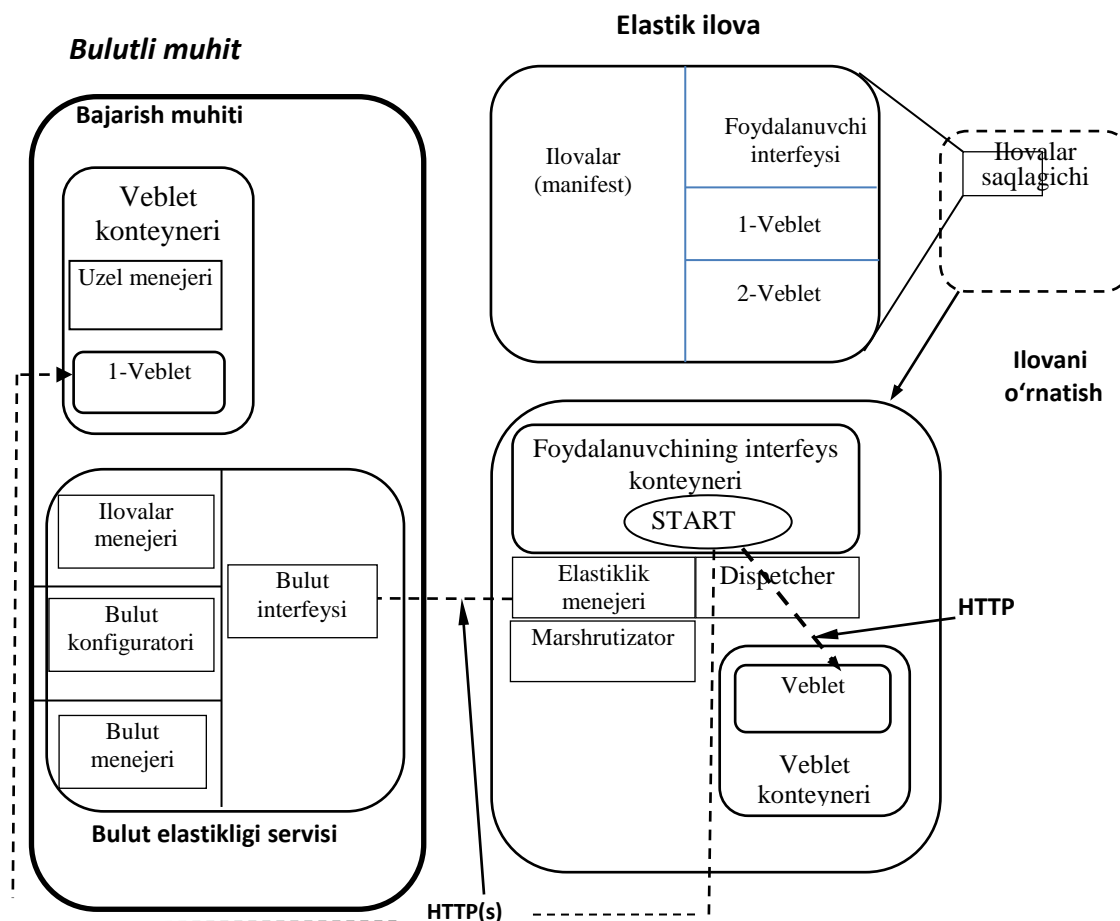 Bulutli muhit
Bajarish muhiti
Veblet
konteyneri
Uzel menejeri
1-Veblet
Ilovalar
menejeri
Bulut
konfiguratori
Bulut
menejeri
Bulut
interfeysi
Bulut elastikligi servisi
Elastik ilova
Ilovalar
(manifest)
Foydalanuvchi
interfeysi
1-Veblet
2-Veblet
Ilovalar
saqlagichi
Ilovani
o‘rnatish
Foydalanuvchining interfeys
konteyneri
START
Elastiklik
menejeri
Dispetcher
Marshrutizator
HTTP
Veblet
Veblet
konteyneri
HTTP(s)